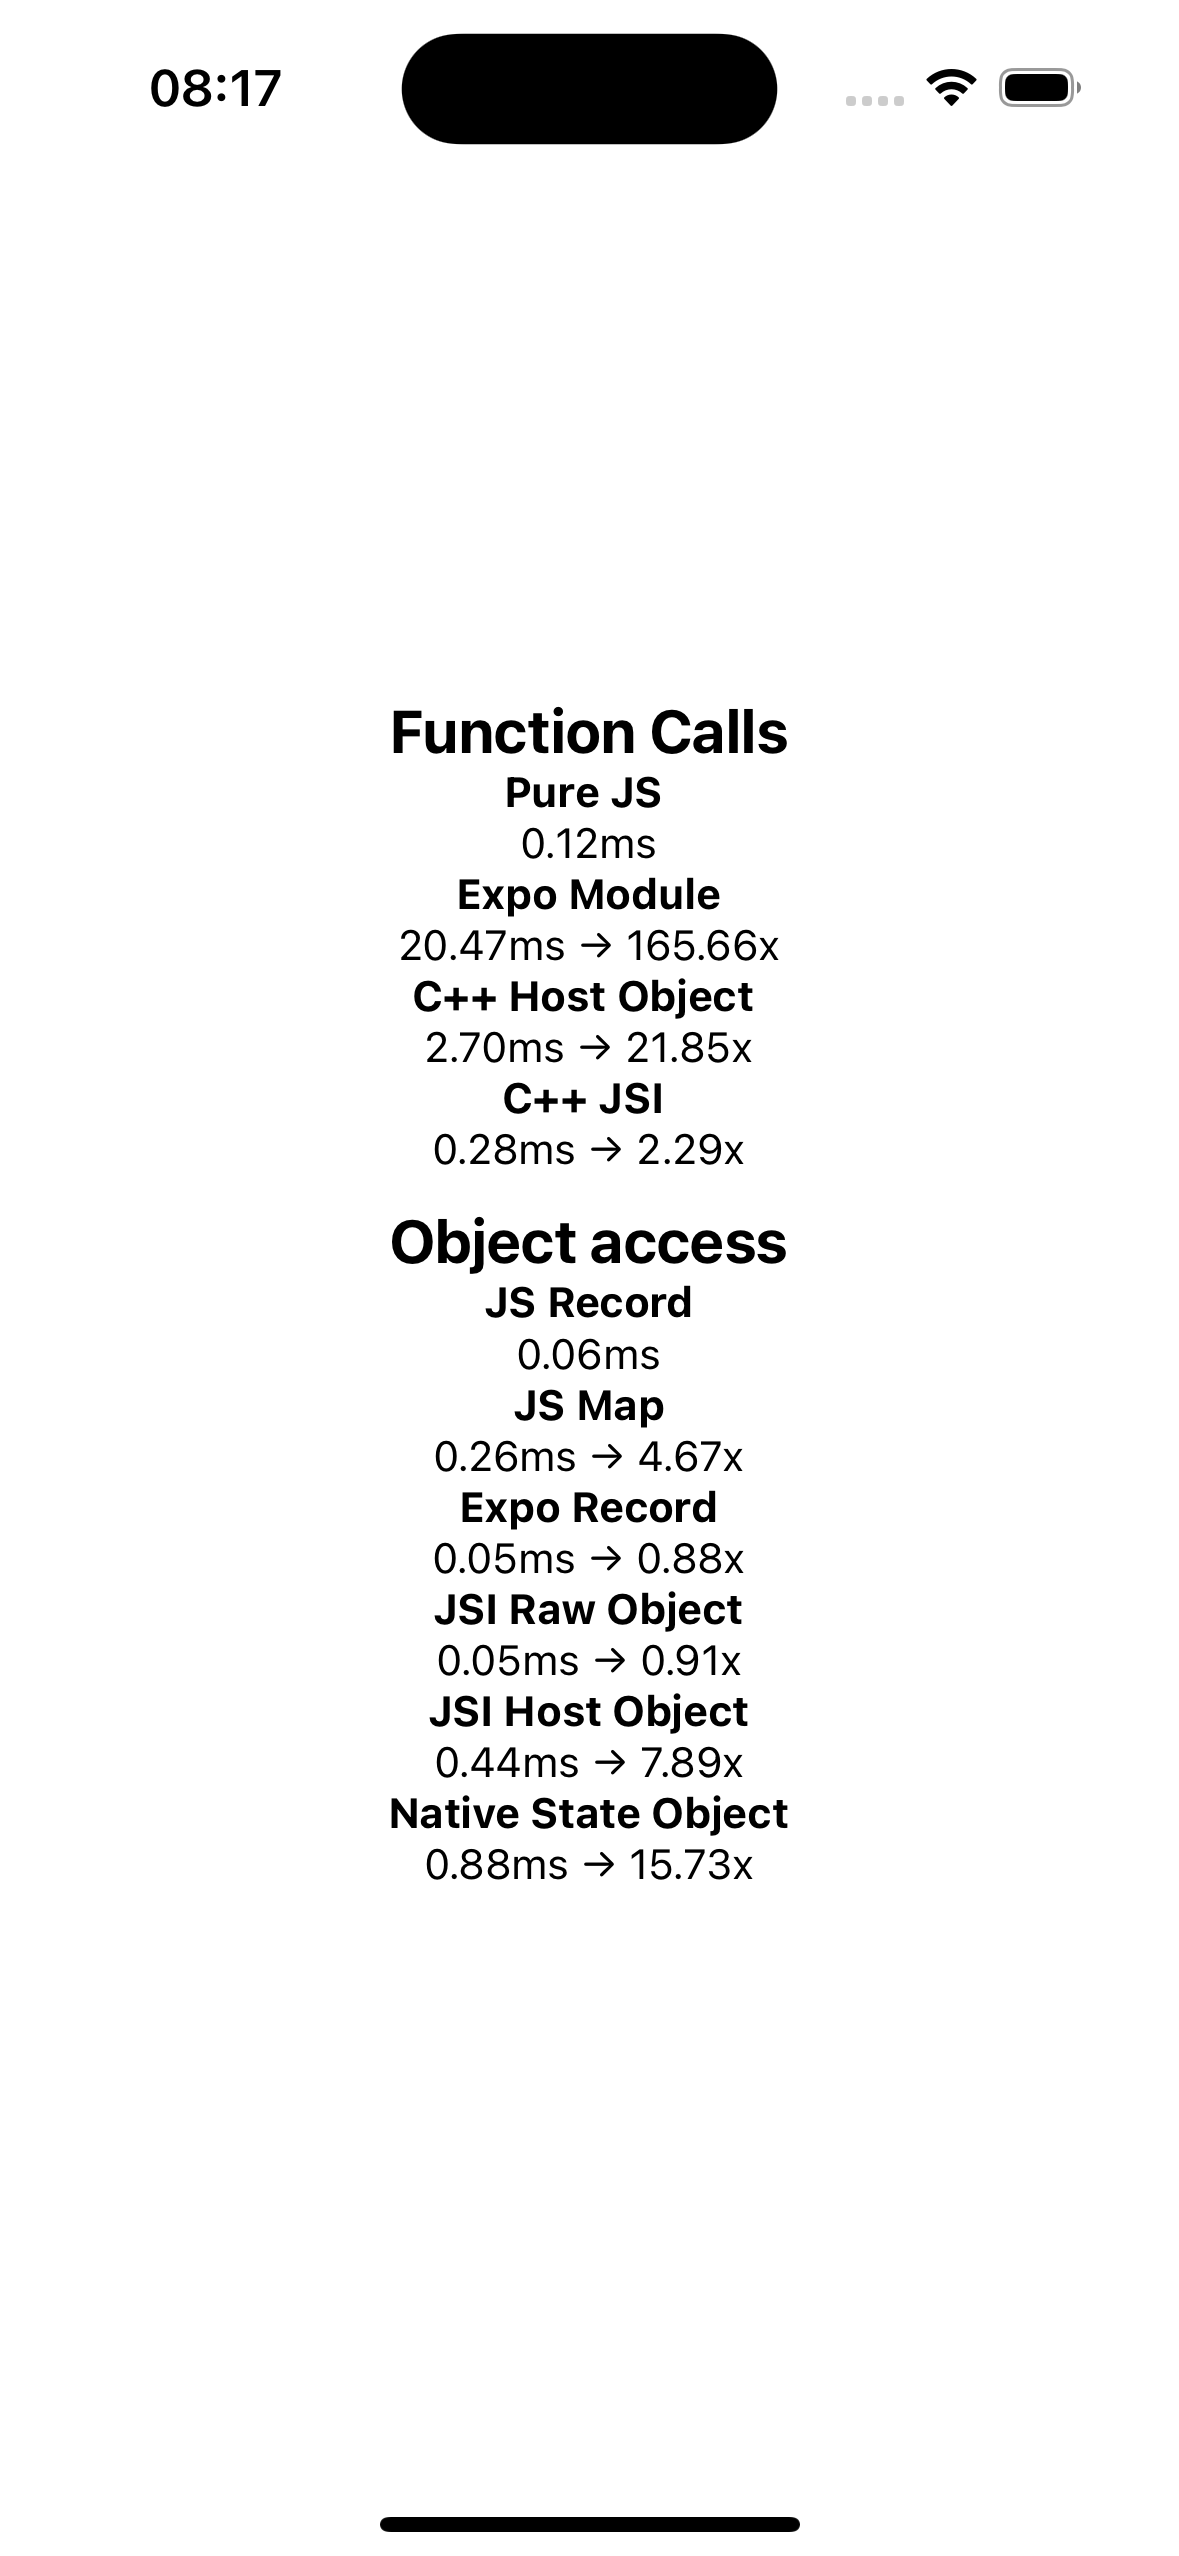 08:17
Function Calls
Pure JS
0.12ms
Expo Module
20.47ms → 165.66x
C++ Host Object
2.70ms → 21.85x
C++ JSI
0.28ms → 2.29x
Object access
JS Record
0.06ms
JS Map
0.26ms → 4.67x
Expo Record
0.05ms → 0.88x
JSI Raw Object
0.05ms → 0.91x
JSI Host Object
0.44ms → 7.89x
Native State Object
0.88ms → 15.73x